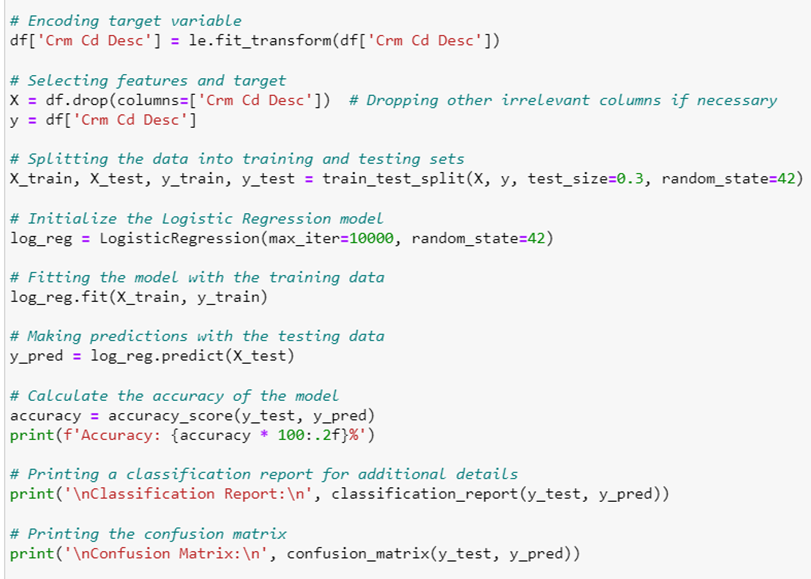 # Encoding target variable
df['Crm Cd Desc'] = le.fit_transform(df['Crm Cd Desc'])
# Selecting features and target
X = df.drop(columns=['Crm Cd Desc'])  # Dropping other irrelevant columns if necessary
y = df['Crm Cd Desc']
# Splitting the data into training and testing sets
X_train, X_test, y_train, y_test = train_test_split(X, y, test_size=0.3, random_state=42)
# Initialize the Logistic Regression model
log_reg = LogisticRegression(max_iter=10000, random_state=42)
# Fitting the model with the training data
log_reg.fit(X_train, y_train)
# Making predictions with the testing data
y_pred = log_reg.predict(X_test)
# Calculate the accuracy of the model
accuracy = accuracy_score(y_test, y_pred)
print(f'Accuracy: {accuracy * 100:.2f}%')
# Printing a classification report for additional details
print('\nClassification Report:\n', classification_report(y_test, y_pred))
# Printing the confusion matrix
print('\nConfusion Matrix:\n', confusion_matrix(y_test, y_pred))